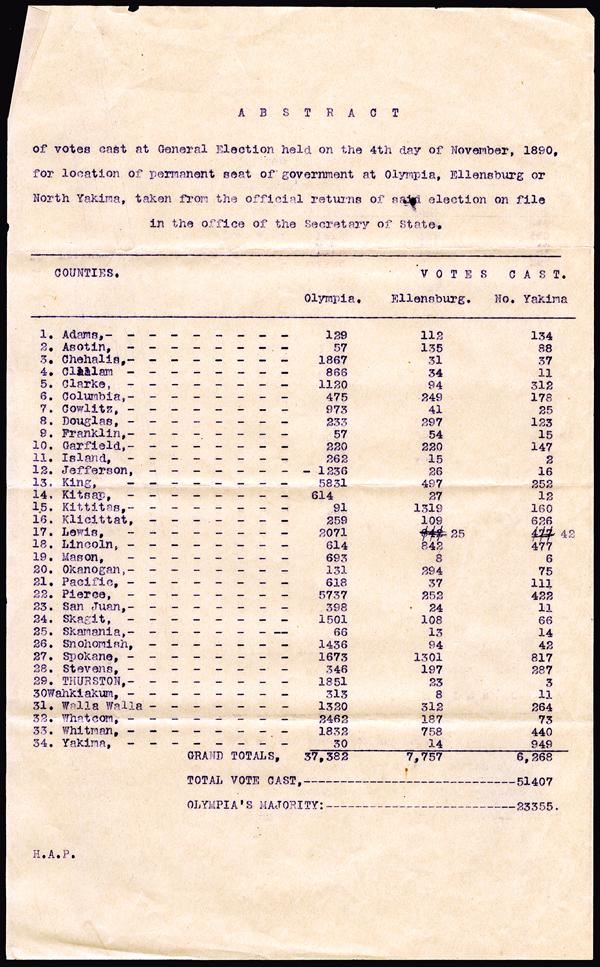 A B S T R A C T
of votes cast at General Election held on the 4th day of November, 1890,
for location of permanent seat of government at Olympia, Ellensburg or
North Yakima, taken from the official returns of said election on file
in the office of the Secretary of State.
COUNTIES. V O T E S C A S T.
Olympia. Ellensburg. No. Yakima
1. Adams,- - - - - - - - - 129 112 134
2. Asotin, - - - - - - - - 57 135 88
3. Chehalis,- - - - - - - - 1867 31 37
4. Clallam - - - - - - - - 866 34 11
5. Clarke, - - - - - - - - 1120 94 312
6. Columbia,- - - - - - - - 475 249 178
7. Cowlitz, - - - - - - - - 973 41 25
8. Douglas, - - - - - - - - 233 297 123
9. Franklin,- - - - - - - - 57 54 15
10. Garfield,- - - - - - - - 220 220 147
11. Island, - - - - - - - - 262 15 2
12. Jefferson, - - - - - - - - 1236 26 16
13. King, - - - - - - - - 5831 497 252
14. Kitsap, - - - - - - - - 614 27 12
15. Kittitas,- - - - - - - - 91 1319 160
16. Klicittat, - - - - - - - 259 109 626
17. Lewis, - - - - - - - - 2071 842 25 477 42
18. Lincoln, - - - - - - - - 614 842 477
19. Mason, - - - - - - - - 693 8 6
20. Okanogan,- - - - - - - - 131 294 75
21. Pacific, - - - - - - - - 618 37 111
22. Pierce, - - - - - - - - 5737 252 422
23. San Juan,- - - - - - - - 398 24 11
24. Skagit, - - - - - - - - 1501 108 66
25. Skamania,- - - - - - - -- 66 13 14
26. Snohomish, - - - - - - - 1436 94 42
27. Spokane, - - - - - - - - 1673 1301 817
28. Stevens, - - - - - - - - 346 197 287
29. THURSTON,- - - - - - - - 1851 23 3
30Wahkiakum, - - - - - - - - 313 8 11
31. Walla Walla - - - - - - - 1320 312 264
32. Whatcom, - - - - - - - - 2462 187 73
33. Whitman, - - - - - - - - 1832 758 440
34. Yakima, - - - - - - - - 30 14 949
GRAND TOTALS, 37,382 7,757 6,268
TOTAL VOTE CAST,---------------------------51407
OLYMPIA'S MAJORITY:------------------------23355.
H.A.P.